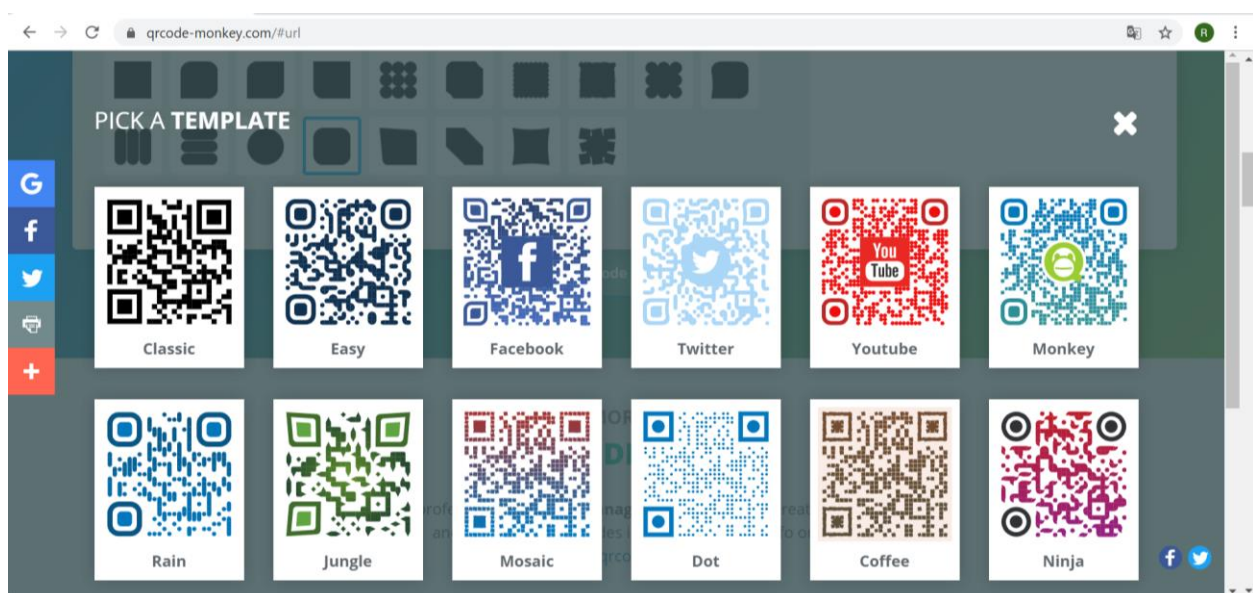 qrcode-monkey.com/#url
R
PICK A TEMPLATE
G
f
f
You
Tube
Classic
Easy
Facebook
Twitter
Youtube
Monkey
Rain
Jungle
Mosaic
Dot
Coffee
Ninja
f